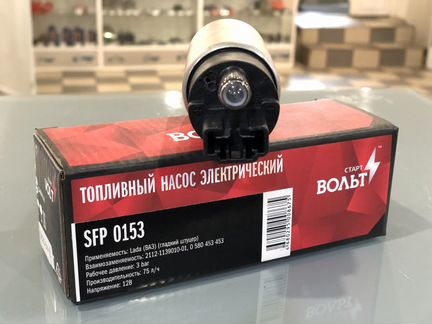 ВОЛЬТ
ТОПЛИВНЫЙ НАСОС ЭЛЕКТРИЧЕСКИЙ
СТАРТ
ВОЛЬТ
SFP 0153
Применяемость: Lada (ВАЗ) (гладкий штуцер)
Взаимозаменяемость: 2112-1139010-01, 0 580 453 453
Рабочее давление: 3 bar
Производительность: 75 л/ч
Напряжение: 12В